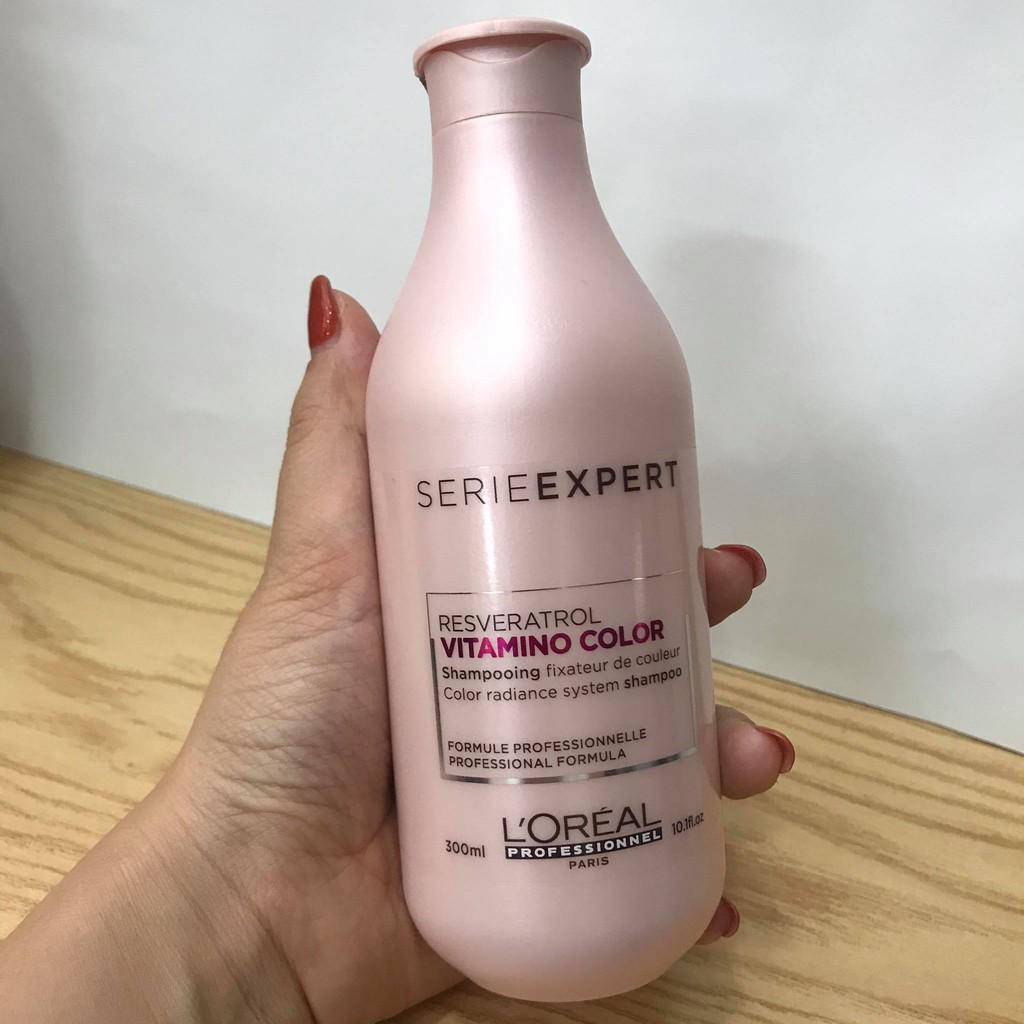 SERIEEXPERT
RESVERATROL
VITAMINO COLOR
Shampooing fixateur de couleur
Color radiance system shampoo
FORMULE PROFESSIONNELLE
PROFESSIONAL FORMULA
L'ORÉAL
PROFESSIONNEL
PARIS
300ml
10.1fl.oz